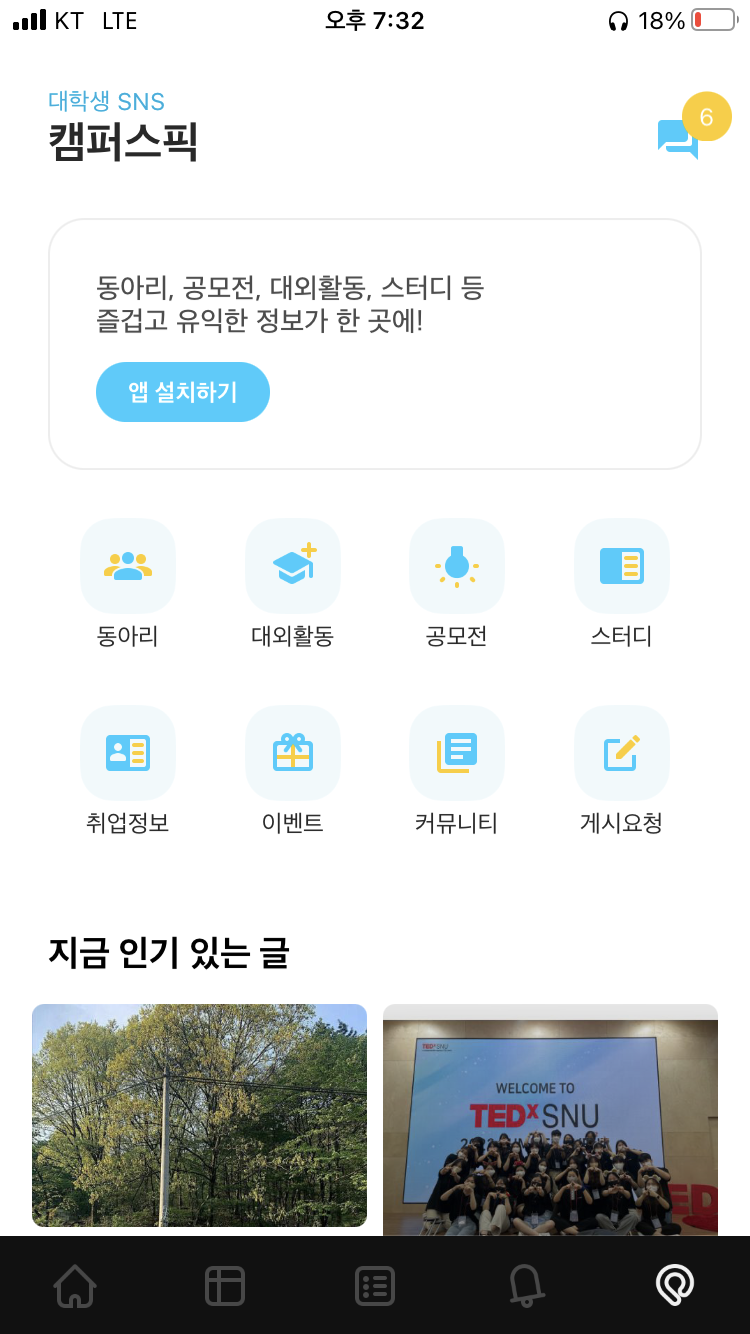 KT LTE 오후 7:32 18%
대학생 SNS
캠퍼스픽
6
동아리, 공모전, 대외활동, 스터디 등
즐겁고 유익한 정보가 한 곳에!
앱 설치하기
동아리 대외활동 공모전 스터디
취업정보 이벤트 커뮤니티 게시요청
지금 인기 있는 글
TEDxSNU
WELCOME TO
TEDxSNU